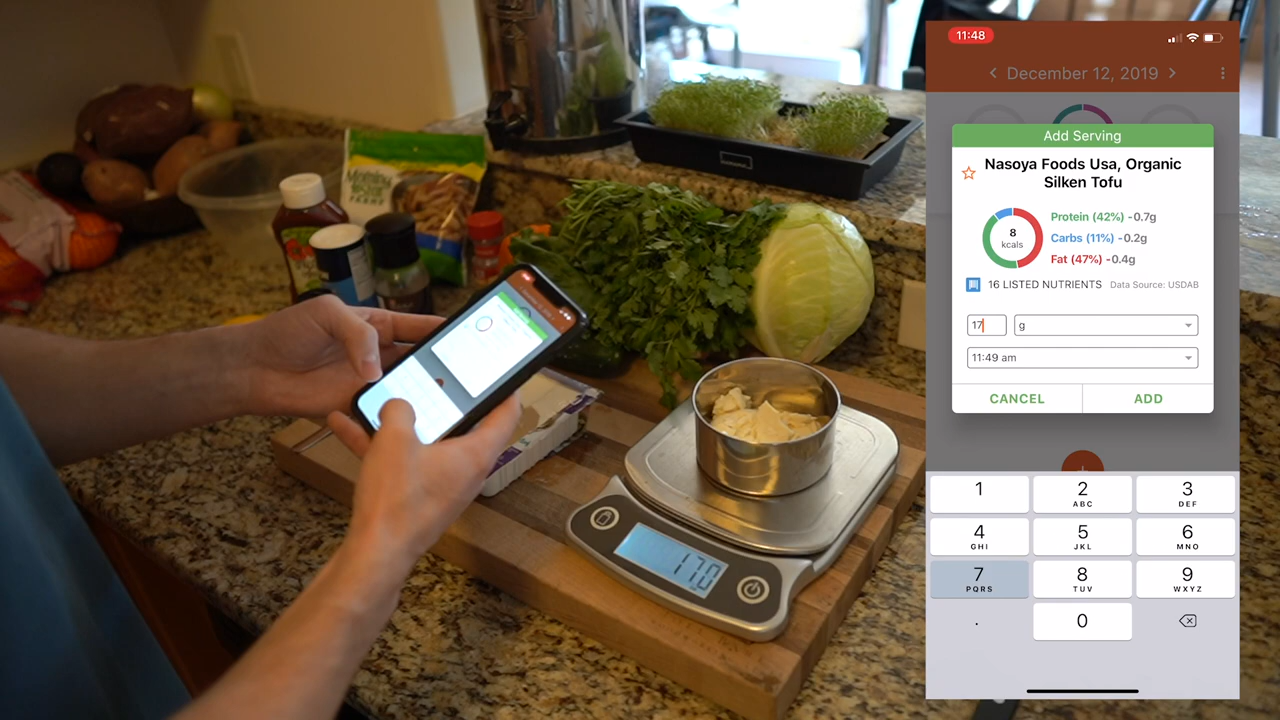 11:48
December 12, 2019
Add Serving
Nasoya Foods Usa, Organic
Silken Tofu
8
kcals
Protein (42%) - 0.7g
Carbs (11%) - 0.2g
Fat (47%) - 0.4g
16 LISTED NUTRIENTS Data Source: USDAB
17 g
11:49 am
CANCEL ADD
1 2 3
ABC DEF
4 5 6
GHI JKL MNO
7 8 9
PQRS TUV WXYZ
. 0
170
Morning
FARMS